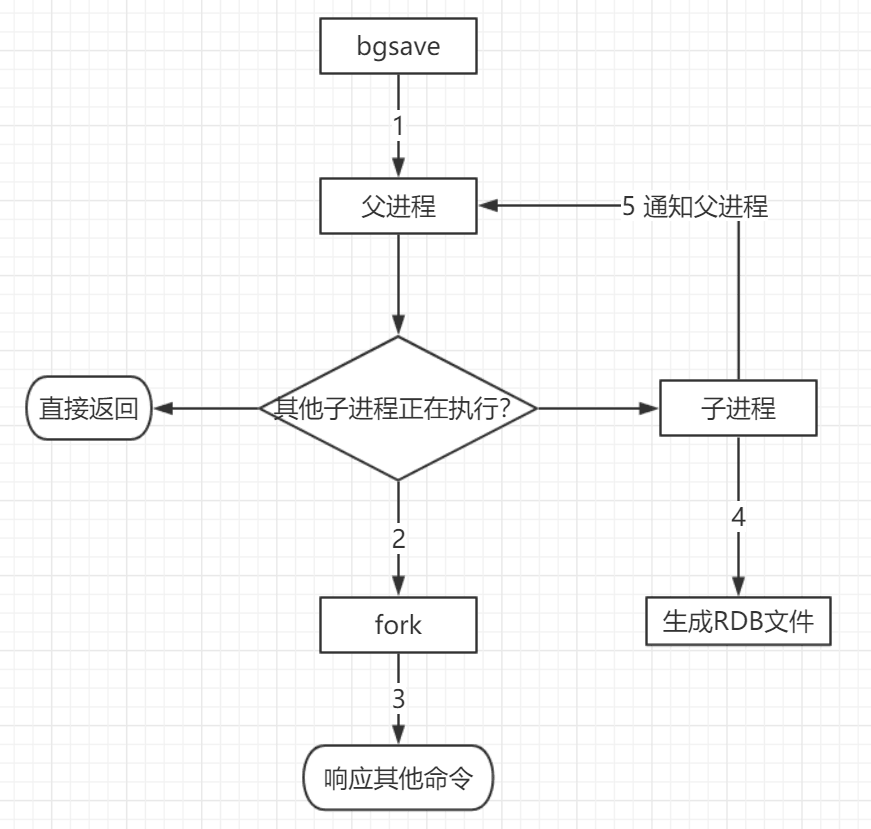 bgsave
1
父进程
5 通知父进程
直接返回
其他子进程正在执行?
子进程
2
4
fork
生成RDB文件
3
响应其他命令